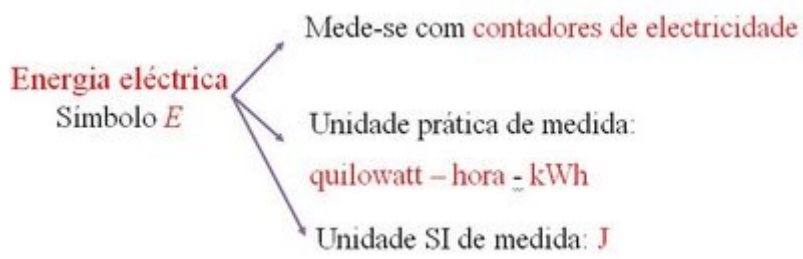 Mede-se com contadores de electricidade
Energia eléctrica
Símbolo E
Unidade prática de medida:
quilowatt – hora - kWh
Unidade SI de medida: J